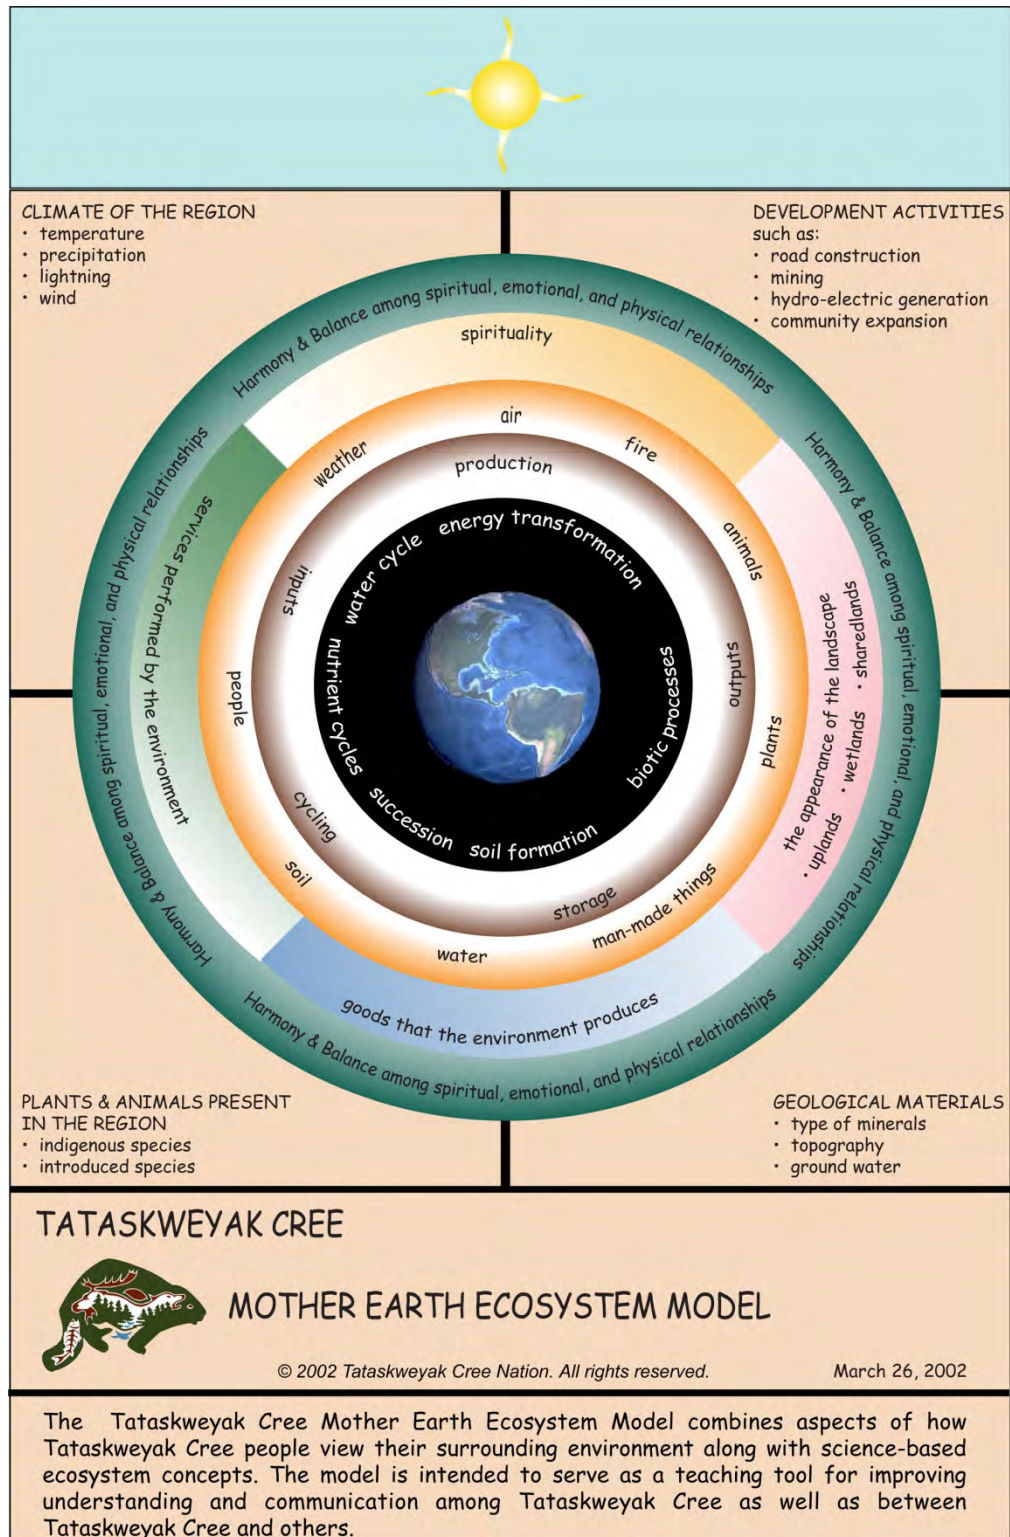 CLIMATE OF THE REGION
• temperature
• precipitation
• lightning
• wind
DEVELOPMENT ACTIVITIES
such as:
• road construction
• mining
• hydro-electric generation
• community expansion
Harmony & Balance among spiritual, emotional, and physical relationships
Harmony & Balance among spiritual, emotional, and physical relationships
Harmony & Balance among spiritual, emotional, and physical relationships
Harmony & Balance among spiritual, emotional, and physical relationships
spirituality
the appearance of the landscape
• uplands • wetlands • sharedlands
goods that the environment produces
services performed by the environment
air
fire
animals
plants
man-made things
water
soil
people
weather
production
outputs
storage
cycling
inputs
energy transformation
biotic processes
soil formation
succession
nutrient cycles
water cycle
PLANTS & ANIMALS PRESENT
IN THE REGION
• indigenous species
• introduced species
GEOLOGICAL MATERIALS
• type of minerals
• topography
• ground water
TATASKWEYAK CREE
MOTHER EARTH ECOSYSTEM MODEL
© 2002 Tataskweyak Cree Nation. All rights reserved.
March 26, 2002
The Tataskweyak Cree Mother Earth Ecosystem Model combines aspects of how
Tataskweyak Cree people view their surrounding environment along with science-based
ecosystem concepts. The model is intended to serve as a teaching tool for improving
understanding and communication among Tataskweyak Cree as well as between
Tataskweyak Cree and others.